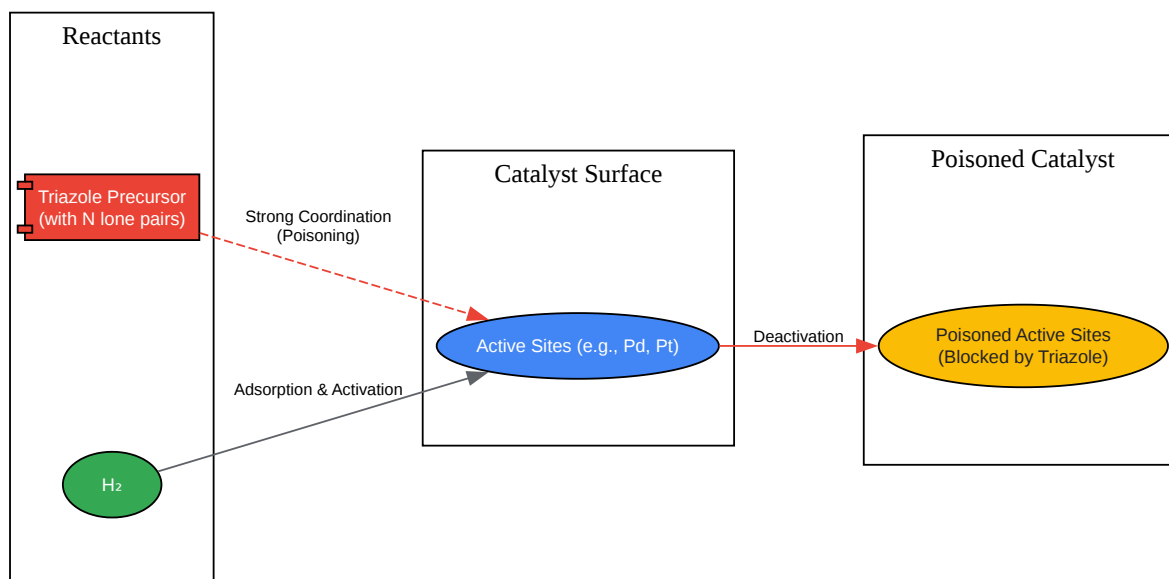 Reactants
Triazole Precursor
(with N lone pairs)
H₂
Strong Coordination
(Poisoning)
Adsorption & Activation
Catalyst Surface
Active Sites (e.g., Pd, Pt)
Deactivation
Poisoned Catalyst
Poisoned Active Sites
(Blocked by Triazole)